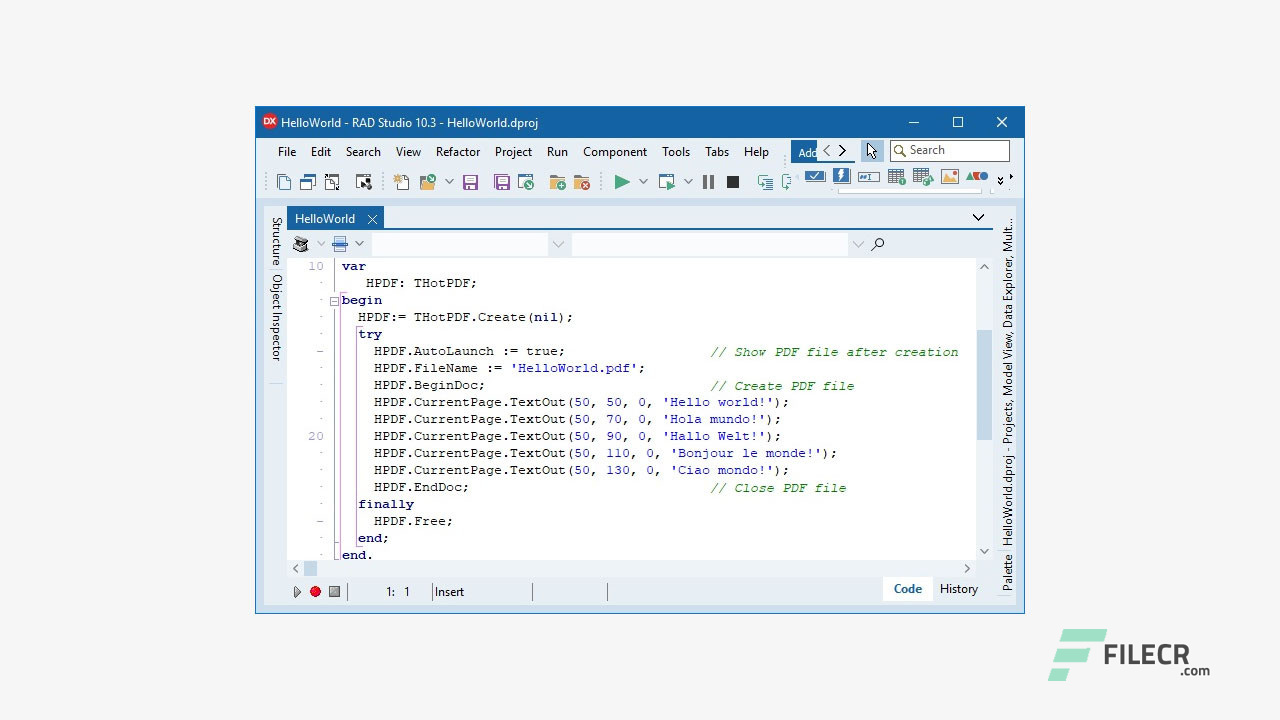 DX HelloWorld - RAD Studio 10.3 - HelloWorld.dproj
File Edit Search View Refactor Project Run Component Tools Tabs Help Add Search
HelloWorld
Structure
Object Inspector
10 var
HPDF: THotPDF;
begin
HPDF:= THotPDF.Create(nil);
try
HPDF.AutoLaunch := true; // Show PDF file after creation
HPDF.FileName := 'HelloWorld.pdf';
HPDF.BeginDoc; // Create PDF file
HPDF.CurrentPage.TextOut(50, 50, 0, 'Hello world!');
HPDF.CurrentPage.TextOut(50, 70, 0, 'Hola mundo!');
20 HPDF.CurrentPage.TextOut(50, 90, 0, 'Hallo Welt!');
HPDF.CurrentPage.TextOut(50, 110, 0, 'Bonjour le monde!');
HPDF.CurrentPage.TextOut(50, 130, 0, 'Ciao mondo!');
HPDF.EndDoc; // Close PDF file
finally
HPDF.Free;
end;
end.
HelloWorld.dproj - Projects, Model View, Data Explorer, Mult...
Palette
1: 1 Insert
Code History
FILECR
.com